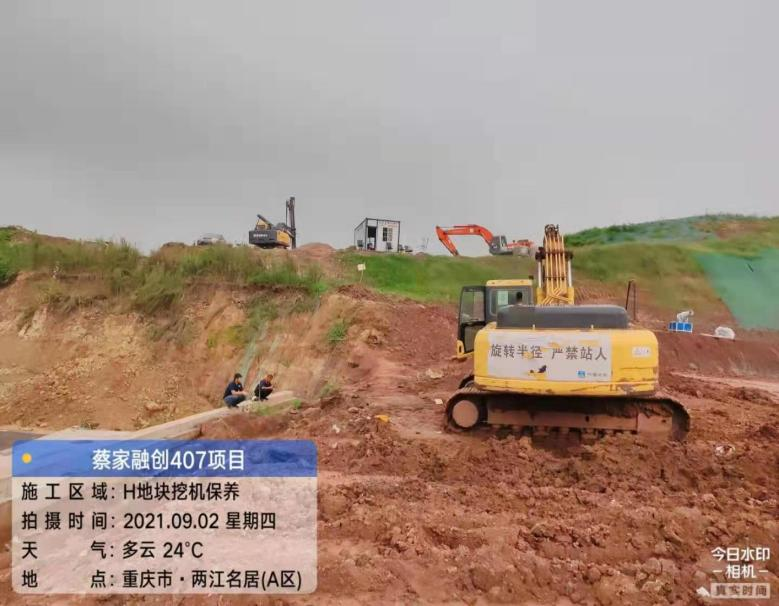 旋转半径 严禁站人
蔡家融创407项目
施工区域：H地块挖机保养
拍摄时间：2021.09.02 星期四
天气：多云 24°C
地点：重庆市·两江名居(A区)
今日水印
-相机-
真实时间